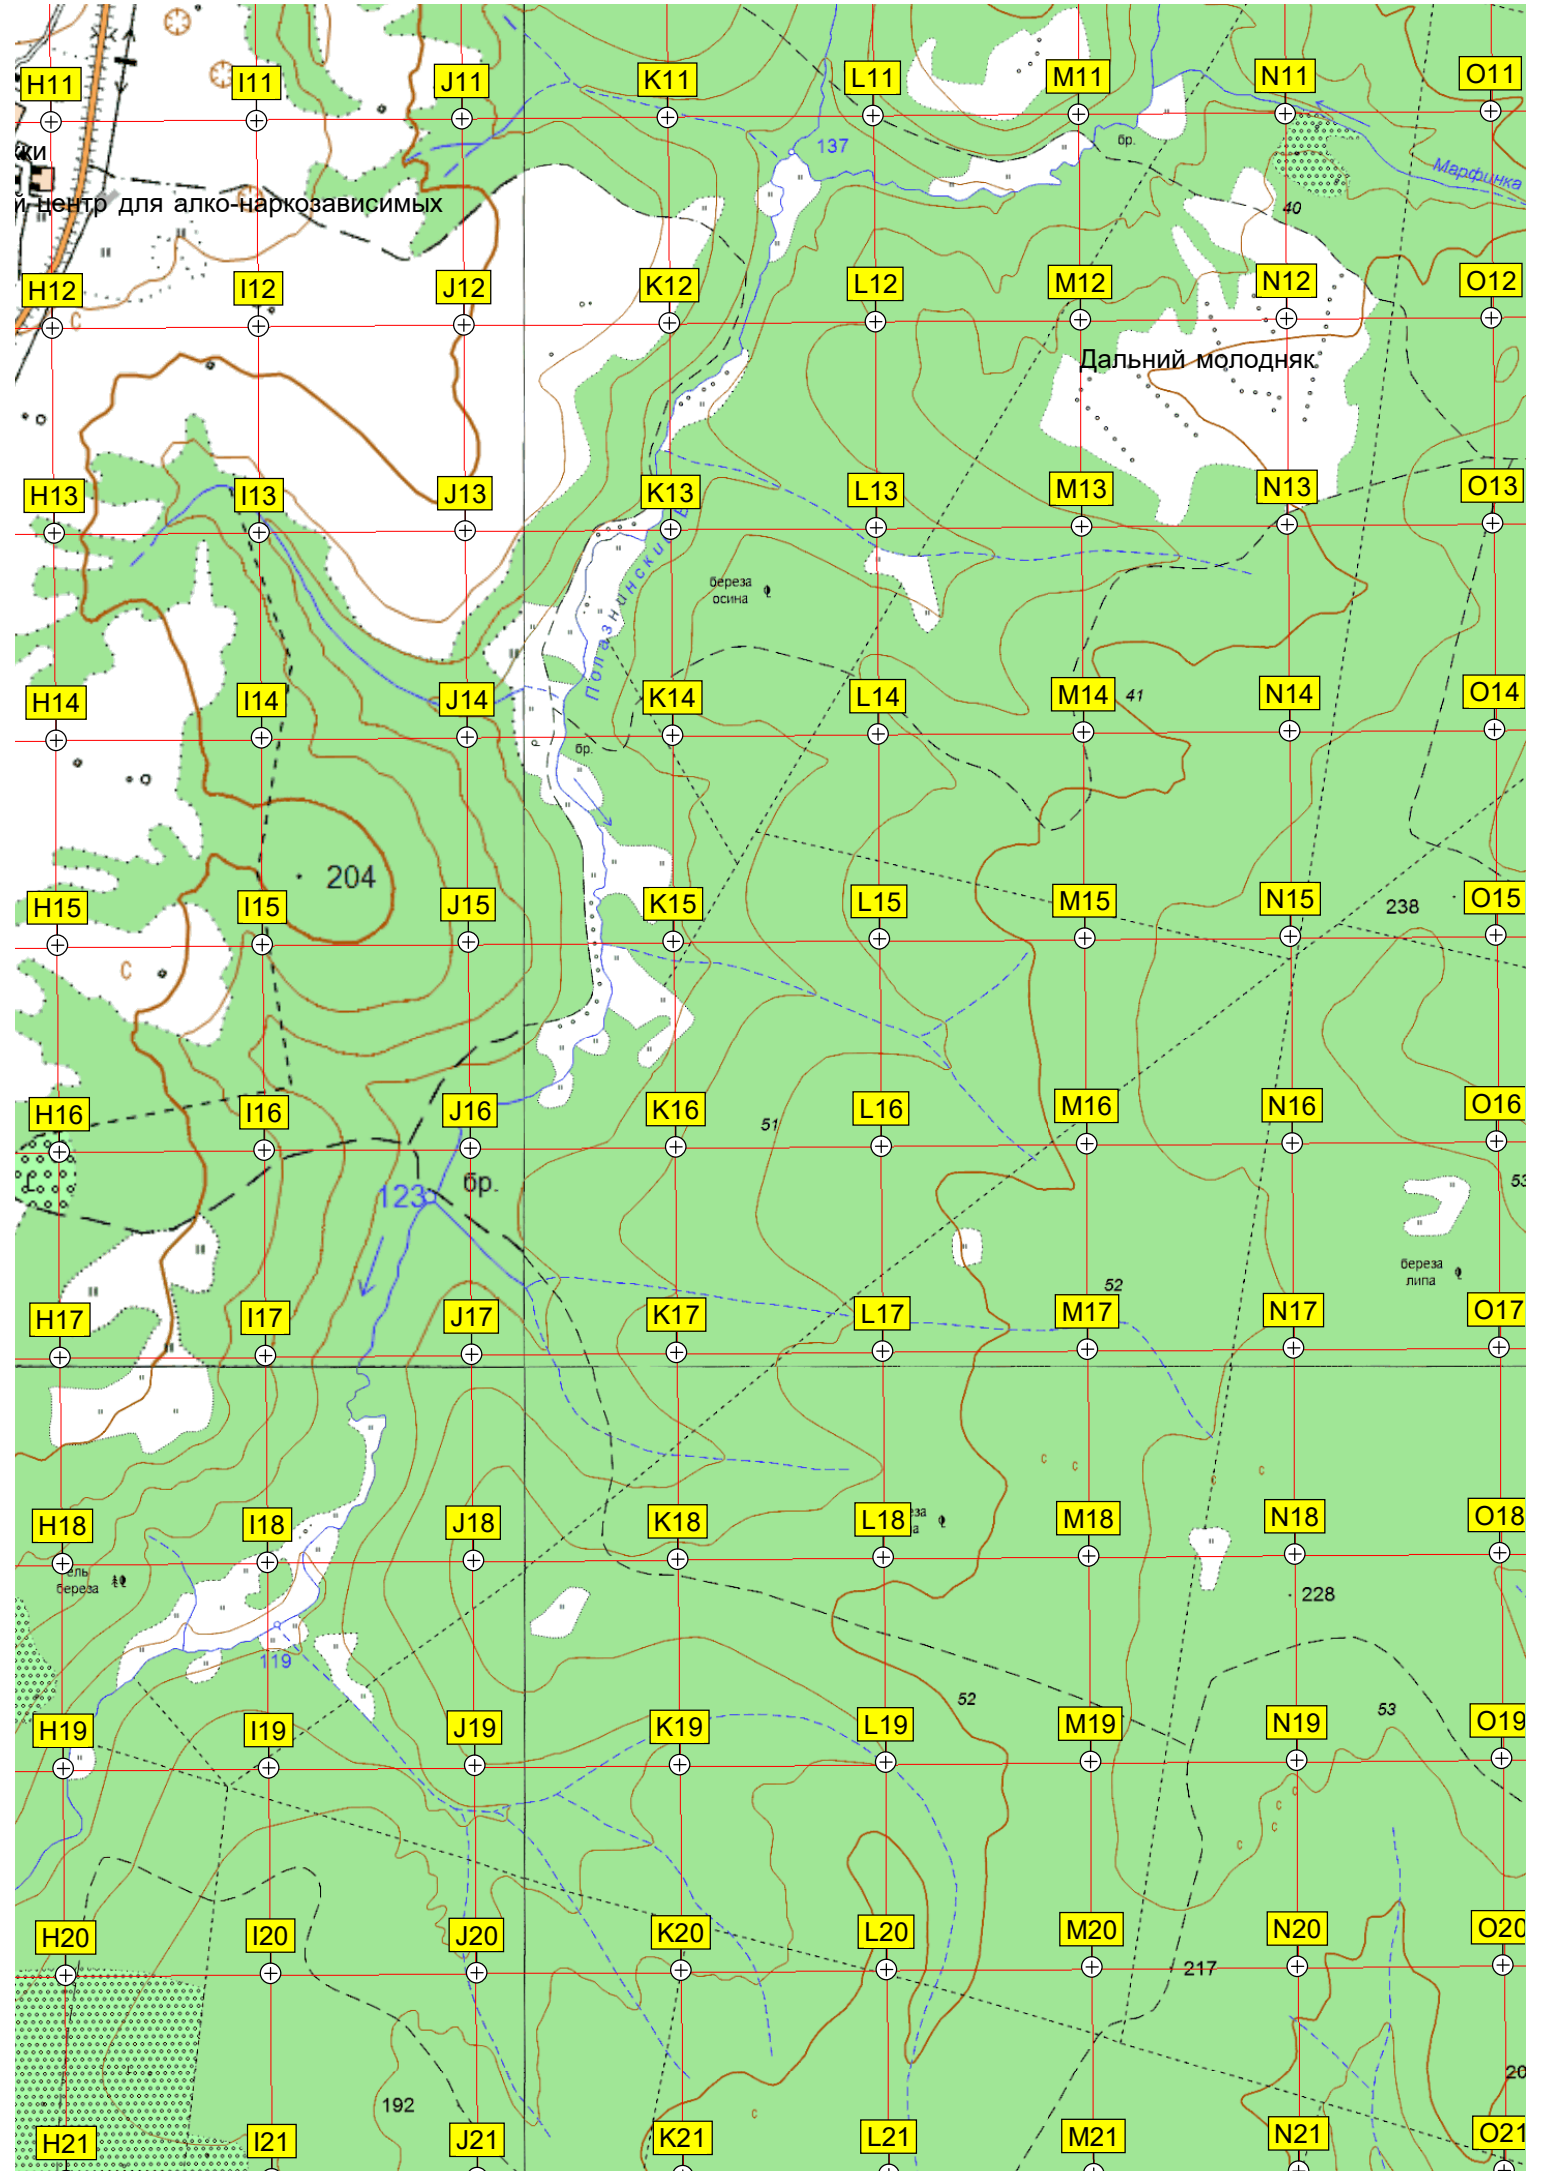 H11 I11 J11 K11 L11 M11 N11 O11
137
бр.
Марфинка
й центр для алко-наркозависимых
40
H12 I12 J12 K12 L12 M12 N12 O12
С
Дальний молодняк
H13 I13 J13 K13 L13 M13 N13 O13
береза
осина
H14 I14 J14 K14 L14 M14 N14 O14
41
бр.
204
H15 I15 J15 K15 L15 M15 N15 O15
238
С
H16 I16 J16 K16 L16 M16 N16 O16
51
123
бр.
53
береза
липа
52
H17 I17 J17 K17 L17 M17 N17 O17
с с с с
H18 I18 J18 K18 L18 M18 N18 O18
ель
береза
228
119
52
53
H19 I19 J19 K19 L19 M19 N19 O19
с
с
с
с
H20 I20 J20 K20 L20 M20 N20 O20
217
20
192
с
H21 I21 J21 K21 L21 M21 N21 O21